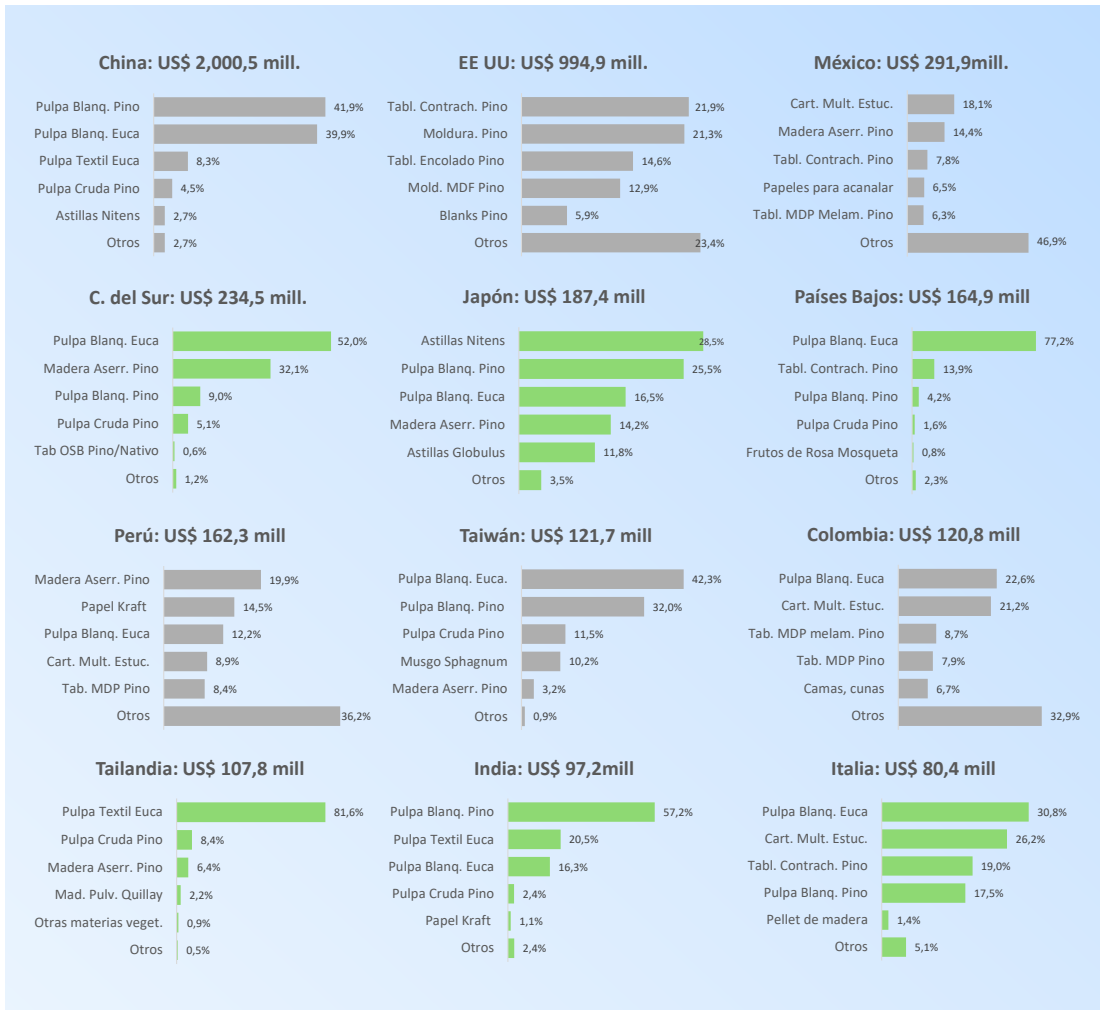 China: US$ 2,000,5 mill.
Pulpa Blanq. Pino 41,9%
Pulpa Blanq. Euca 39,9%
Pulpa Textil Euca 8,3%
Pulpa Cruda Pino 4,5%
Astillas Nitens 2,7%
Otros 2,7%
EE UU: US$ 994,9 mill.
Tabl. Contrach. Pino 21,9%
Moldura. Pino 21,3%
Tabl. Encolado Pino 14,6%
Mold. MDF Pino 12,9%
Blanks Pino 5,9%
Otros 23,4%
México: US$ 291,9mill.
Cart. Mult. Estuc. 18,1%
Madera Aserr. Pino 14,4%
Tabl. Contrach. Pino 7,8%
Papeles para acanalar 6,5%
Tabl. MDP Melam. Pino 6,3%
Otros 46,9%
C. del Sur: US$ 234,5 mill.
Pulpa Blanq. Euca 52,0%
Madera Aserr. Pino 32,1%
Pulpa Blanq. Pino 9,0%
Pulpa Cruda Pino 5,1%
Tab OSB Pino/Nativo 0,6%
Otros 1,2%
Japón: US$ 187,4 mill
Astillas Nitens 28,5%
Pulpa Blanq. Pino 25,5%
Pulpa Blanq. Euca 16,5%
Madera Aserr. Pino 14,2%
Astillas Globulus 11,8%
Otros 3,5%
Países Bajos: US$ 164,9 mill
Pulpa Blanq. Euca 77,2%
Tabl. Contrach. Pino 13,9%
Pulpa Blanq. Pino 4,2%
Pulpa Cruda Pino 1,6%
Frutos de Rosa Mosqueta 0,8%
Otros 2,3%
Perú: US$ 162,3 mill
Madera Aserr. Pino 19,9%
Papel Kraft 14,5%
Pulpa Blanq. Euca 12,2%
Cart. Mult. Estuc. 8,9%
Tab. MDP Pino 8,4%
Otros 36,2%
Taiwán: US$ 121,7 mill
Pulpa Blanq. Euca. 42,3%
Pulpa Blanq. Pino 32,0%
Pulpa Cruda Pino 11,5%
Musgo Sphagnum 10,2%
Madera Aserr. Pino 3,2%
Otros 0,9%
Colombia: US$ 120,8 mill
Pulpa Blanq. Euca 22,6%
Cart. Mult. Estuc. 21,2%
Tab. MDP melam. Pino 8,7%
Tab. MDP Pino 7,9%
Camas, cunas 6,7%
Otros 32,9%
Tailandia: US$ 107,8 mill
Pulpa Textil Euca 81,6%
Pulpa Cruda Pino 8,4%
Madera Aserr. Pino 6,4%
Mad. Pulv. Quillay 2,2%
Otras materias veget. 0,9%
Otros 0,5%
India: US$ 97,2mill
Pulpa Blanq. Pino 57,2%
Pulpa Textil Euca 20,5%
Pulpa Blanq. Euca 16,3%
Pulpa Cruda Pino 2,4%
Papel Kraft 1,1%
Otros 2,4%
Italia: US$ 80,4 mill
Pulpa Blanq. Euca 30,8%
Cart. Mult. Estuc. 26,2%
Tabl. Contrach. Pino 19,0%
Pulpa Blanq. Pino 17,5%
Pellet de madera 1,4%
Otros 5,1%